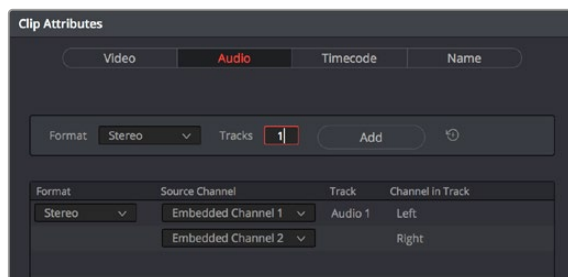 Clip Attributes
Video Audio Timecode Name
Format Stereo Tracks 1 Add
Format Source Channel Track Channel in Track
Stereo Embedded Channel 1 Audio 1 Left
Embedded Channel 2 Right